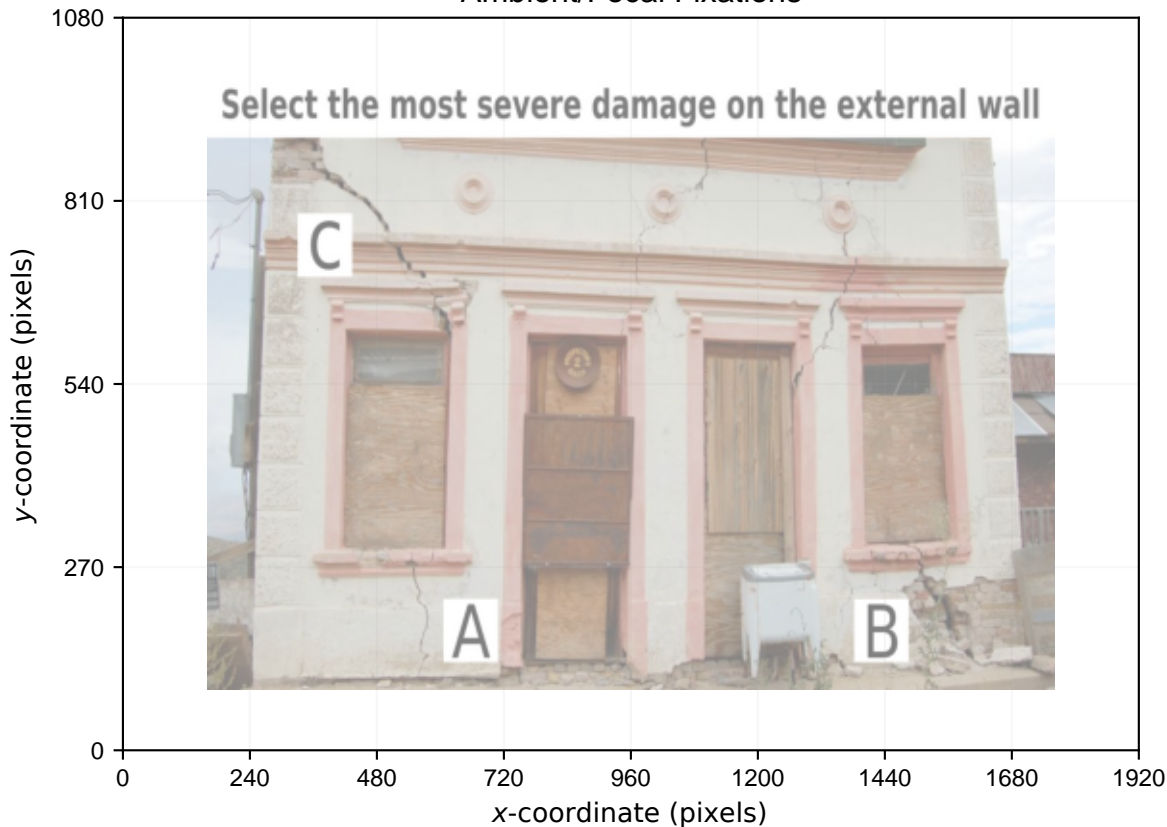 Ambient/Focal Fixations
1080
Select the most severe damage on the external wall
810
C
540
270
A
B
0
0 240 480 720 960 1200 1440 1680 1920
y-coordinate (pixels)
x-coordinate (pixels)